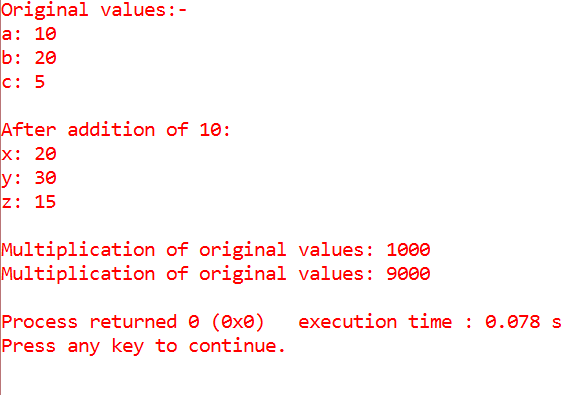 Original values:-
a: 10
b: 20
c: 5
After addition of 10:
x: 20
y: 30
z: 15
Multiplication of original values: 1000
Multiplication of original values: 9000
Process returned 0 (0x0)   execution time : 0.078 s
Press any key to continue.